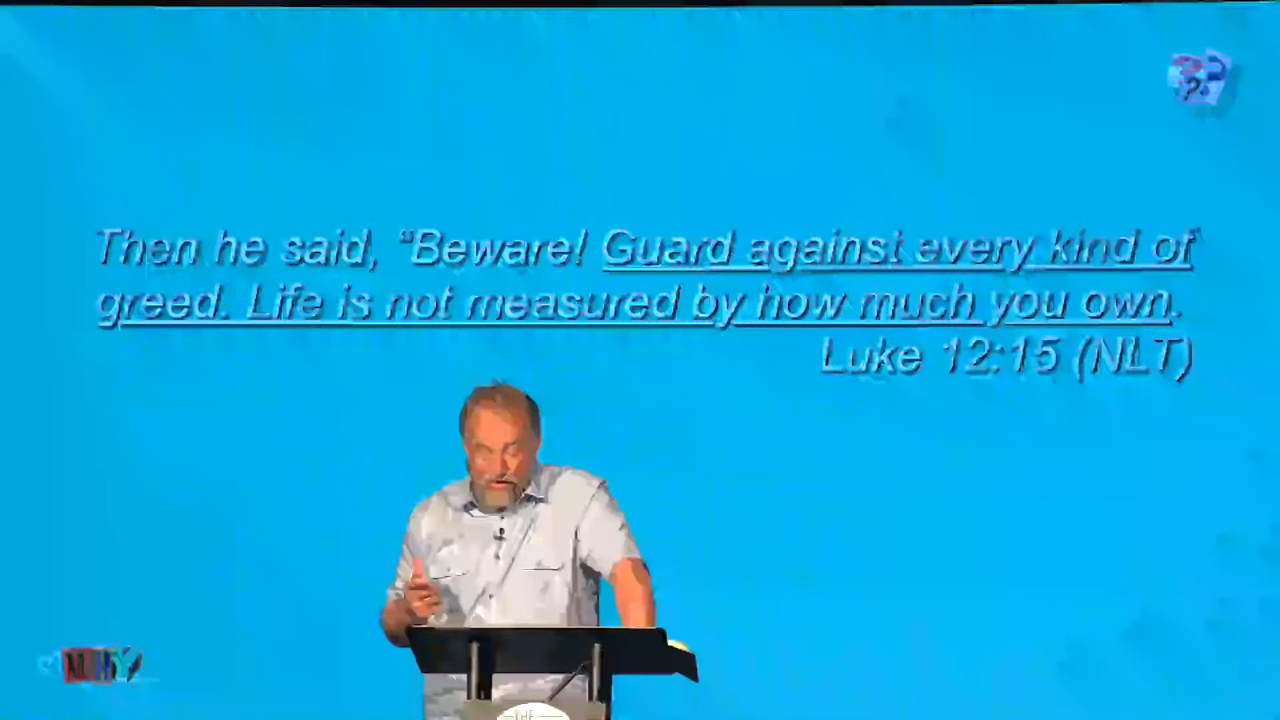 Then he said, “Beware! Guard against every kind of
greed. Life is not measured by how much you own.
Luke 12:15 (NLT)
THE